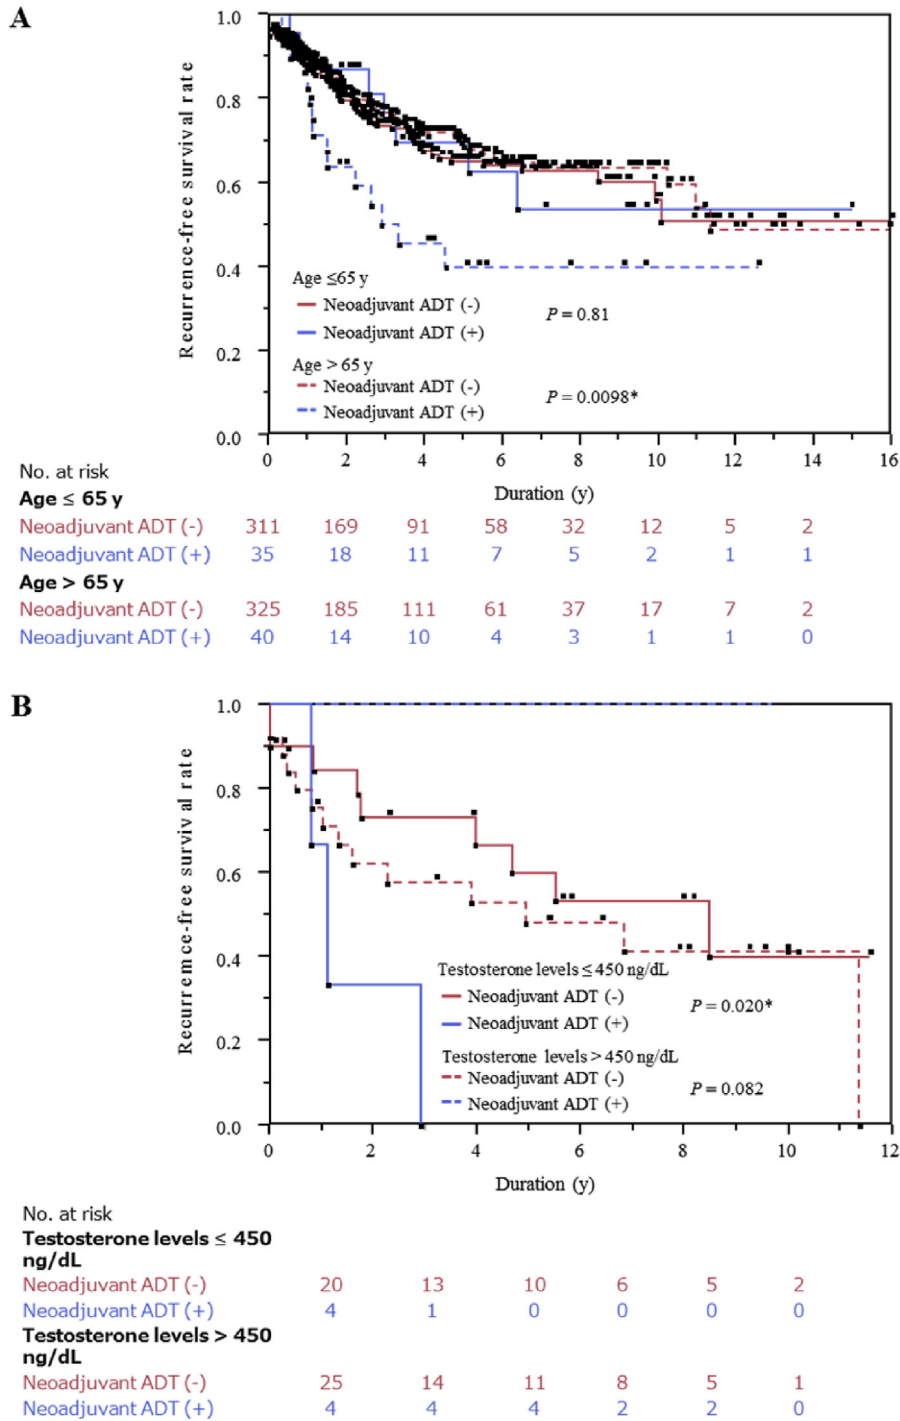 A
Recurrence-free survival rate
1.0
0.8
0.6
0.4
0.2
0.0
Age ≤65 y
Neoadjuvant ADT (-)
P = 0.81
Neoadjuvant ADT (+)
Age > 65 y
Neoadjuvant ADT (-)
P = 0.0098*
Neoadjuvant ADT (+)
0 2 4 6 8 10 12 14 16
Duration (y)
No. at risk
Age ≤ 65 y
Neoadjuvant ADT (-) 311 169 91 58 32 12 5 2
Neoadjuvant ADT (+) 35 18 11 7 5 2 1 1
Age > 65 y
Neoadjuvant ADT (-) 325 185 111 61 37 17 7 2
Neoadjuvant ADT (+) 40 14 10 4 3 1 1 0
B
Recurremce-free survival rate
1.0
0.8
0.6
0.4
0.2
0.0
Testosterone levels ≤ 450 ng/dL
Neoadjuvant ADT (-)
P = 0.020*
Neoadjuvant ADT (+)
Testosterone levels > 450 ng/dL
Neoadjuvant ADT (-)
P = 0.082
Neoadjuvant ADT (+)
0 2 4 6 8 10 12
Duration (y)
No. at risk
Testosterone levels ≤ 450
ng/dL
Neoadjuvant ADT (-) 20 13 10 6 5 2
Neoadjuvant ADT (+) 4 1 0 0 0 0
Testosterone levels > 450
ng/dL
Neoadjuvant ADT (-) 25 14 11 8 5 1
Neoadjuvant ADT (+) 4 4 4 2 2 0